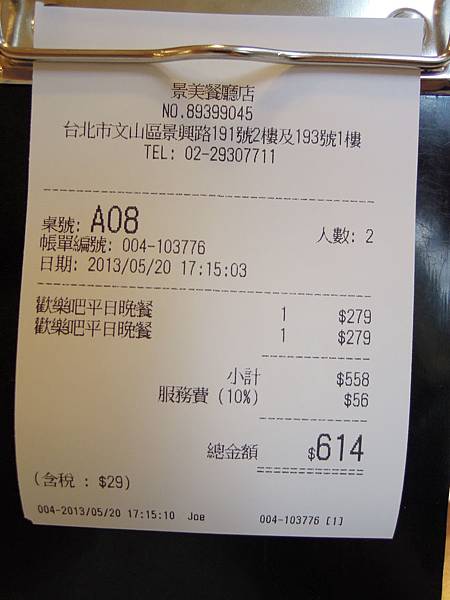 景美餐廳店
NO.89399045
台北市文山區景興路191號2樓及193號1樓
TEL: 02-29307711
桌號: A08 人數: 2
帳單編號: 004-103776
日期: 2013/05/20 17:15:03
歡樂吧平日晚餐 1 $279
歡樂吧平日晚餐 1 $279
小計 $558
服務費 (10%) $56
總金額 $614
(含稅 : $29)
004-2013/05/20 17:15:10 Joe 004-103776 [1]